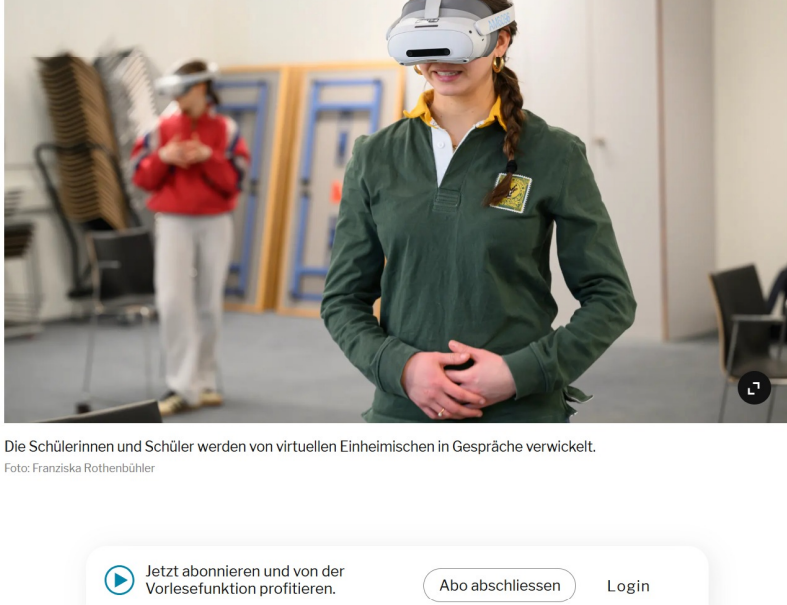 Die Schülerinnen und Schüler werden von virtuellen Einheimischen in Gespräche verwickelt.
Foto: Franziska Rothenbühler
Jetzt abonnieren und von der
Vorlesefunktion profitieren.
Abo abschliessen
Login